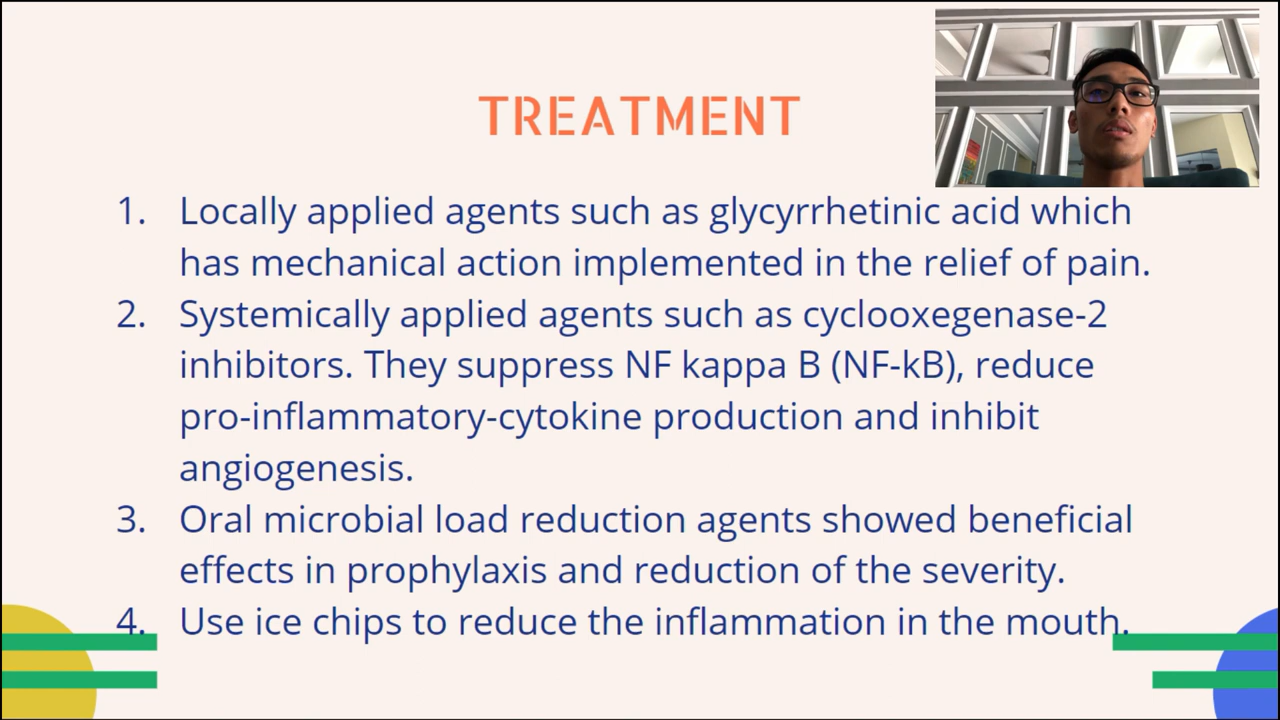 TREATMENT
1. Locally applied agents such as glycyrrhetinic acid which
has mechanical action implemented in the relief of pain.
2. Systemically applied agents such as cyclooxegenase-2
inhibitors. They suppress NF kappa B (NF-kB), reduce
pro-inflammatory-cytokine production and inhibit
angiogenesis.
3. Oral microbial load reduction agents showed beneficial
effects in prophylaxis and reduction of the severity.
4. Use ice chips to reduce the inflammation in the mouth.